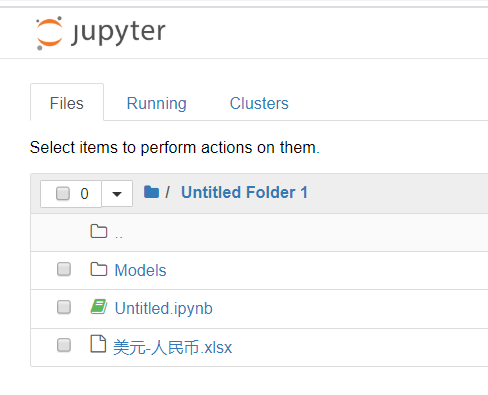 jupyter
Files Running Clusters
Select items to perform actions on them.
0 / Untitled Folder 1
..
Models
Untitled.ipynb
美元-人民币.xlsx